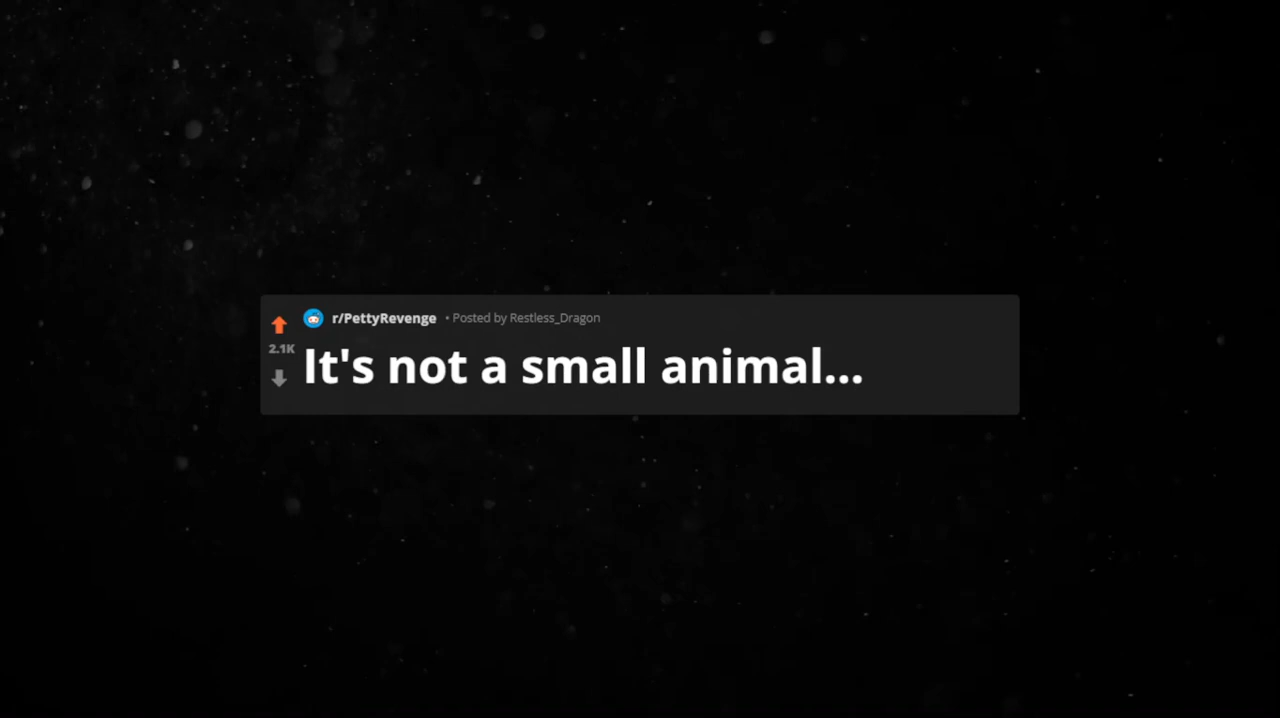 r/PettyRevenge • Posted by Restless_Dragon
2.1K
It's not a small animal...